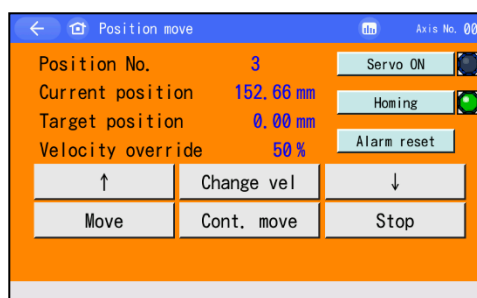 ← Position move Axis No. 00
Position No. 3 Servo ON
Current position 152.66 mm Homing
Target position 0.00 mm
Velocity override 50 % Alarm reset
↑ Change vel ↓
Move Cont. move Stop